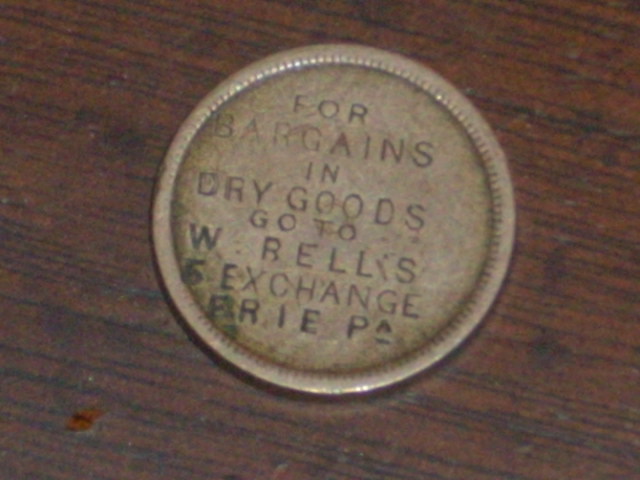 FOR
BARGAINS
IN
DRY GOODS
GO TO
W. BELL'S
5 EXCHANGE
ERIE PA